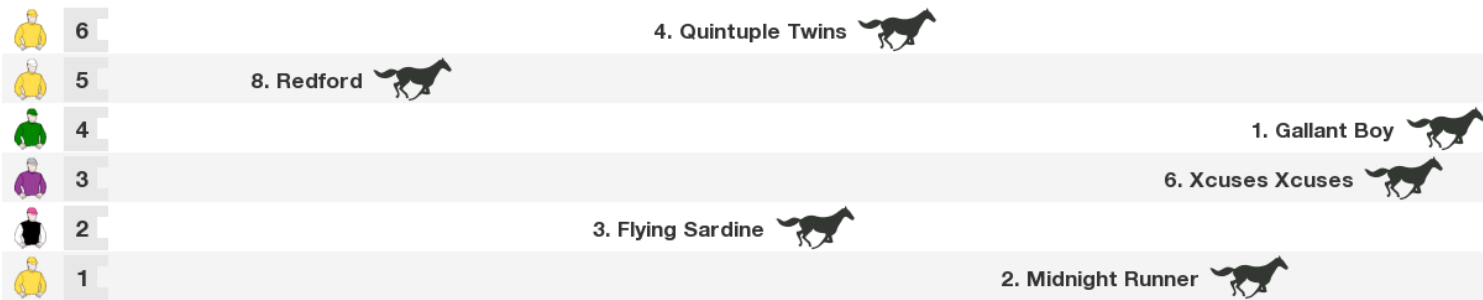 6 4. Quintuple Twins
5 8. Redford
4 1. Gallant Boy
3 6. Xcuses Xcuses
2 3. Flying Sardine
1 2. Midnight Runner